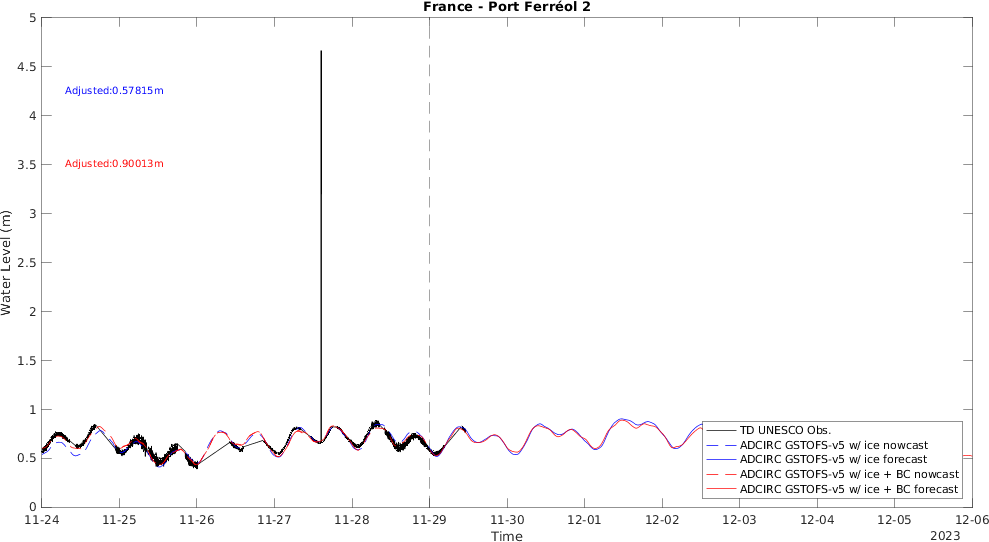 France - Port Ferréol 2
5
4.5
4
3.5
3
2.5
2
1.5
1
0.5
0
Water Level (m)
Adjusted:0.57815m
Adjusted:0.90013m
TD UNESCO Obs.
ADCIRC GSTOFS-v5 w/ ice nowcast
ADCIRC GSTOFS-v5 w/ ice forecast
ADCIRC GSTOFS-v5 w/ ice + BC nowcast
ADCIRC GSTOFS-v5 w/ ice + BC forecast
11-24 11-25 11-26 11-27 11-28 11-29 11-30 12-01 12-02 12-03 12-04 12-05 12-06
Time
2023